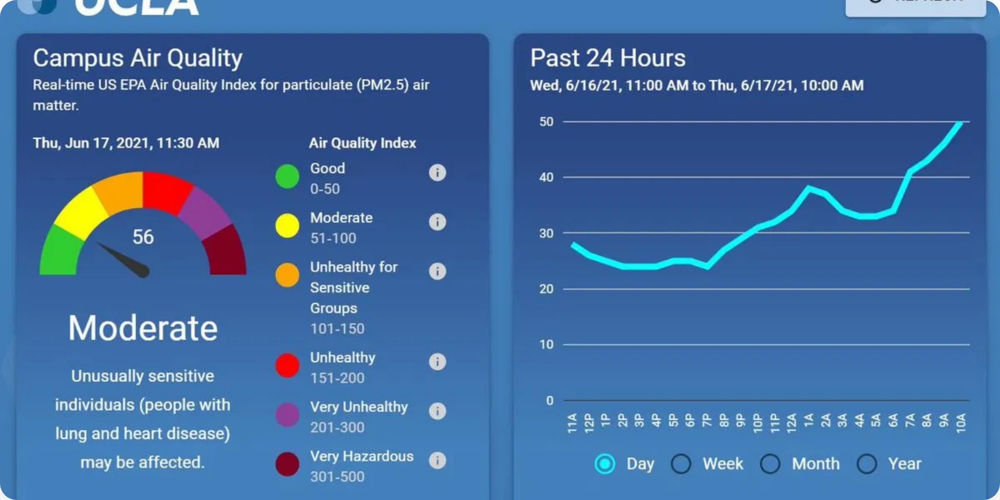 UCLA
REFRESH
Campus Air Quality
Real-time US EPA Air Quality Index for particulate (PM2.5) air
matter.
Thu, Jun 17, 2021, 11:30 AM
56
Moderate
Unusually sensitive
individuals (people with
lung and heart disease)
may be affected.
Air Quality Index
Good
0-50
Moderate
51-100
Unhealthy for
Sensitive
Groups
101-150
Unhealthy
151-200
Very Unhealthy
201-300
Very Hazardous
301-500
Past 24 Hours
Wed, 6/16/21, 11:00 AM to Thu, 6/17/21, 10:00 AM
50
40
30
20
10
0
11A 12P 1P 2P 3P 4P 5P 6P 7P 8P 9P 10P 11P 12A 1A 2A 3A 4A 5A 6A 7A 8A 9A 10A
Day Week Month Year